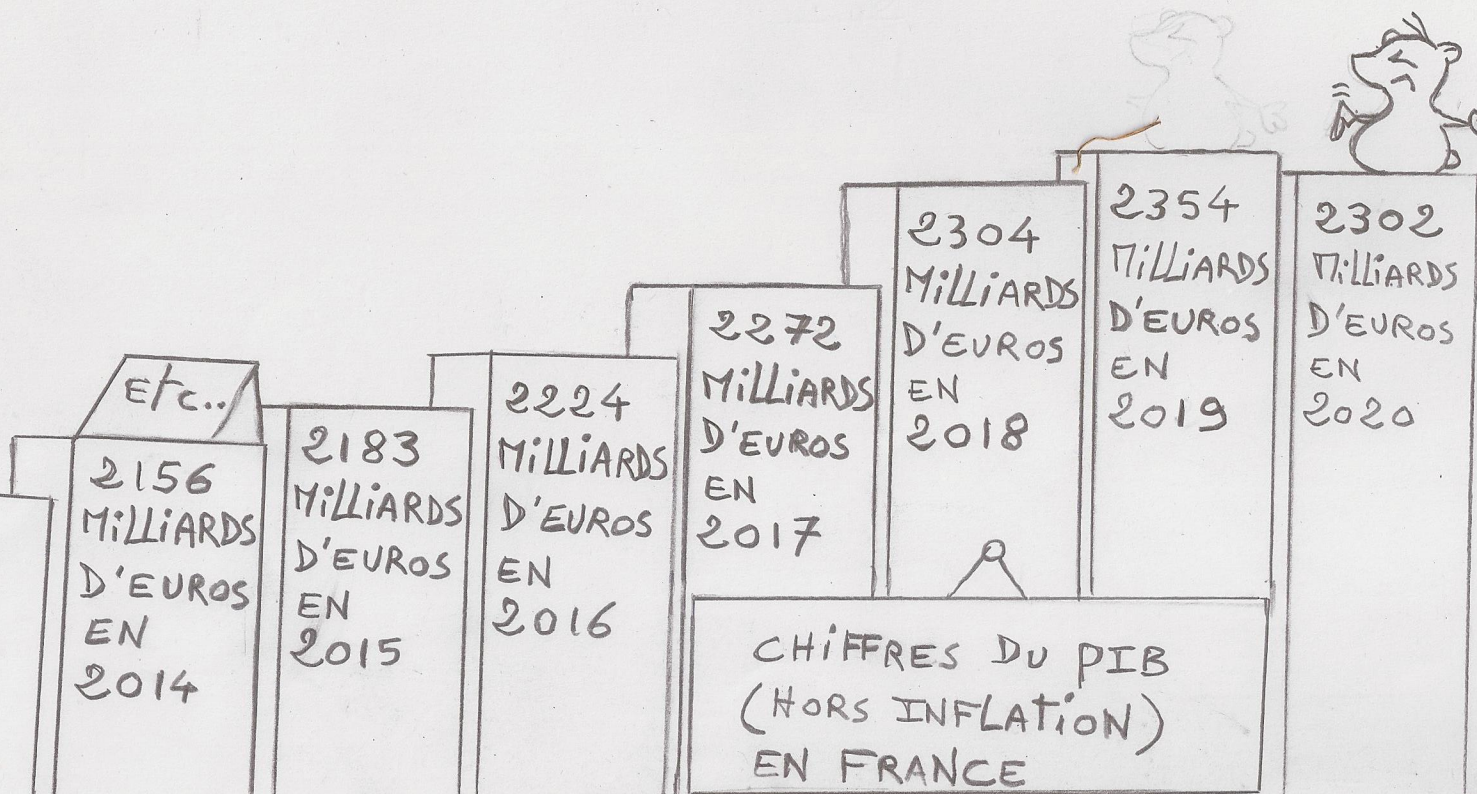 Etc..
2156
MiLLiARDS
D'EUROS
EN
2014
2183
MiLLiARDS
D'EUROS
EN
2015
2224
MiLLiARDS
D'EUROS
EN
2016
2272
MiLLiARDS
D'EUROS
EN
2017
2304
MiLLiARDS
D'EUROS
EN
2018
2354
MiLLiARDS
D'EUROS
EN
2019
2302
MiLLiARDS
D'EUROS
EN
2020
CHiFFRES DU PIB
(HORS INFLATiON)
EN FRANCE